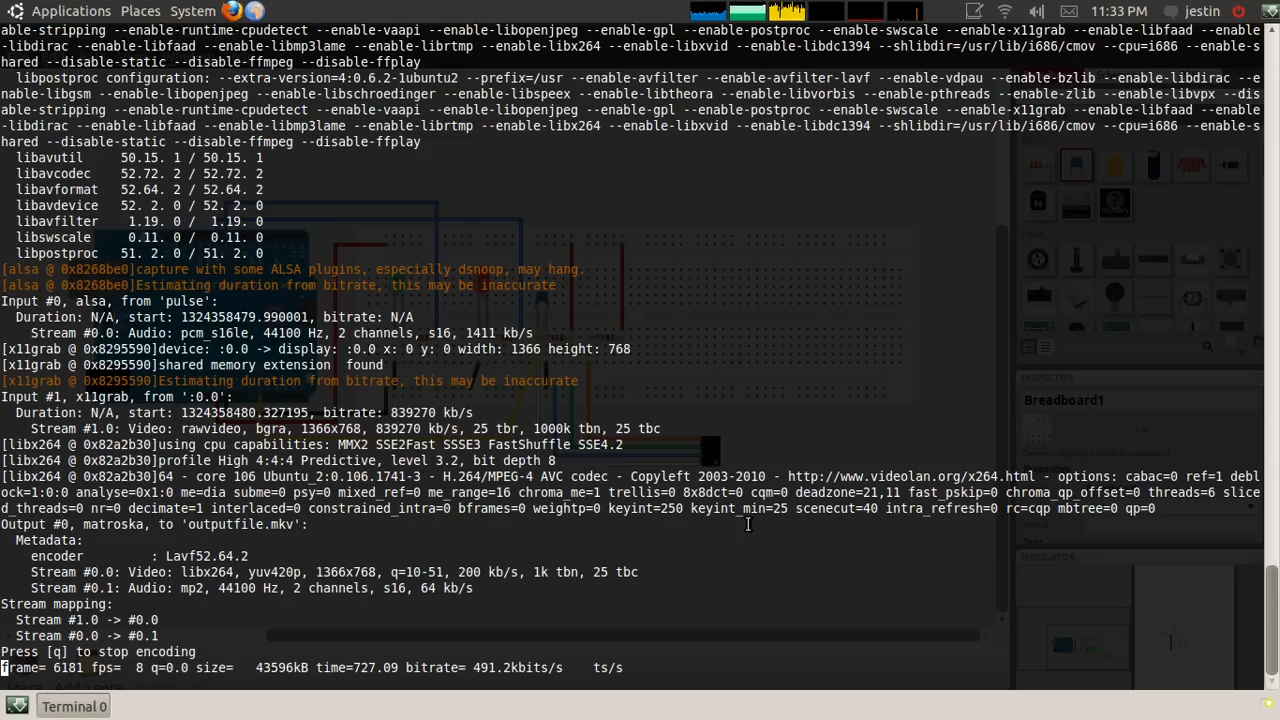 Applications Places System 11:33 PM jestin
able-stripping --enable-runtime-cpudetect --enable-vaapi --enable-libopenjpeg --enable-gpl --enable-postproc --enable-swscale --enable-x11grab --enable-libfaad --enable
-libdirac --enable-libfaad --enable-libmp3lame --enable-librtmp --enable-libx264 --enable-libxvid --enable-libdc1394 --shlibdir=/usr/lib/i686/cmov --cpu=i686 --enable-s
hared --disable-static --disable-ffmpeg --disable-ffplay
libpostproc configuration: --extra-version=4:0.6.2-1ubuntu2 --prefix=/usr --enable-avfilter --enable-avfilter-lavf --enable-vdpau --enable-bzlib --enable-libdirac --e
nable-libgsm --enable-libopenjpeg --enable-libschroedinger --enable-libspeex --enable-libtheora --enable-libvorbis --enable-pthreads --enable-zlib --enable-libvpx --dis
able-stripping --enable-runtime-cpudetect --enable-vaapi --enable-libopenjpeg --enable-gpl --enable-postproc --enable-swscale --enable-x11grab --enable-libfaad --enable
-libdirac --enable-libfaad --enable-libmp3lame --enable-librtmp --enable-libx264 --enable-libxvid --enable-libdc1394 --shlibdir=/usr/lib/i686/cmov --cpu=i686 --enable-s
hared --disable-static --disable-ffmpeg --disable-ffplay
libavutil 50.15. 1 / 50.15. 1
libavcodec 52.72. 2 / 52.72. 2
libavformat 52.64. 2 / 52.64. 2
libavdevice 52. 2. 0 / 52. 2. 0
libavfilter 1.19. 0 / 1.19. 0
libswscale 0.11. 0 / 0.11. 0
libpostproc 51. 2. 0 / 51. 2. 0
[alsa @ 0x8268be0]capture with some ALSA plugins, especially dsnoop, may hang.
[alsa @ 0x8268be0]Estimating duration from bitrate, this may be inaccurate
Input #0, alsa, from 'pulse':
Duration: N/A, start: 1324358479.990001, bitrate: N/A
Stream #0.0: Audio: pcm_s16le, 44100 Hz, 2 channels, s16, 1411 kb/s
[x11grab @ 0x8295590]device: :0.0 -> display: :0.0 x: 0 y: 0 width: 1366 height: 768
[x11grab @ 0x8295590]shared memory extension found
[x11grab @ 0x8295590]Estimating duration from bitrate, this may be inaccurate
INSPECTOR
Input #1, x11grab, from ':0.0':
Breadboard1
Duration: N/A, start: 1324358480.327195, bitrate: 839270 kb/s
Stream #1.0: Video: rawvideo, bgra, 1366x768, 839270 kb/s, 25 tbr, 1000k tbn, 25 tbc
[libx264 @ 0x82a2b30]using cpu capabilities: MMX2 SSE2Fast SSSE3 FastShuffle SSE4.2
[libx264 @ 0x82a2b30]profile High 4:4:4 Predictive, level 3.2, bit depth 8
[libx264 @ 0x82a2b30]64 - core 106 Ubuntu_2:0.106.1741-3 - H.264/MPEG-4 AVC codec - Copyleft 2003-2010 - http://www.videolan.org/x264.html - options: cabac=0 ref=1 debl
ock=1:0:0 analyse=0x1:0 me=dia subme=0 psy=0 mixed_ref=0 me_range=16 chroma_me=1 trellis=0 8x8dct=0 cqm=0 deadzone=21,11 fast_pskip=0 chroma_qp_offset=0 threads=6 slice
d_threads=0 nr=0 decimate=1 interlaced=0 constrained_intra=0 bframes=0 weightp=0 keyint=250 keyint_min=25 scenecut=40 intra_refresh=0 rc=cqp mbtree=0 qp=0
Output #0, matroska, to 'outputfile.mkv':
Metadata:
encoder : Lavf52.64.2
NAVIGATOR
Stream #0.0: Video: libx264, yuv420p, 1366x768, q=10-51, 200 kb/s, 1k tbn, 25 tbc
Stream #0.1: Audio: mp2, 44100 Hz, 2 channels, s16, 64 kb/s
Stream mapping:
Stream #1.0 -> #0.0
Stream #0.0 -> #0.1
Press [q] to stop encoding
frame= 6181 fps= 8 q=0.0 size= 43596kB time=727.09 bitrate= 491.2kbits/s ts/s
Terminal 0